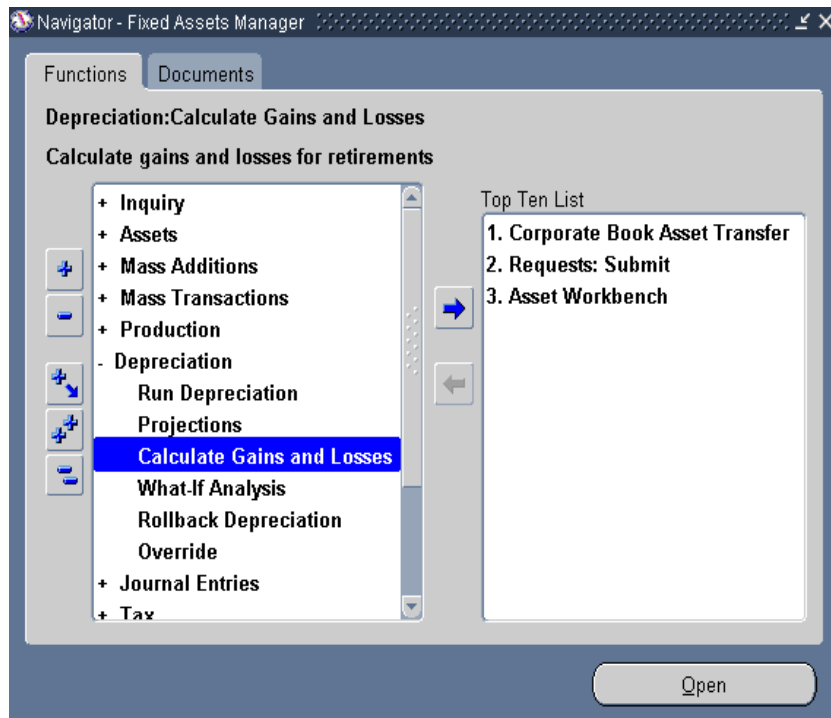 Navigator - Fixed Assets Manager
Functions
Documents
Depreciation:Calculate Gains and Losses
Calculate gains and losses for retirements
+ Inquiry
+ Assets
+ Mass Additions
+ Mass Transactions
+ Production
- Depreciation
Run Depreciation
Projections
Calculate Gains and Losses
What-If Analysis
Rollback Depreciation
Override
+ Journal Entries
+ Tax
Top Ten List
1. Corporate Book Asset Transfer
2. Requests: Submit
3. Asset Workbench
Open